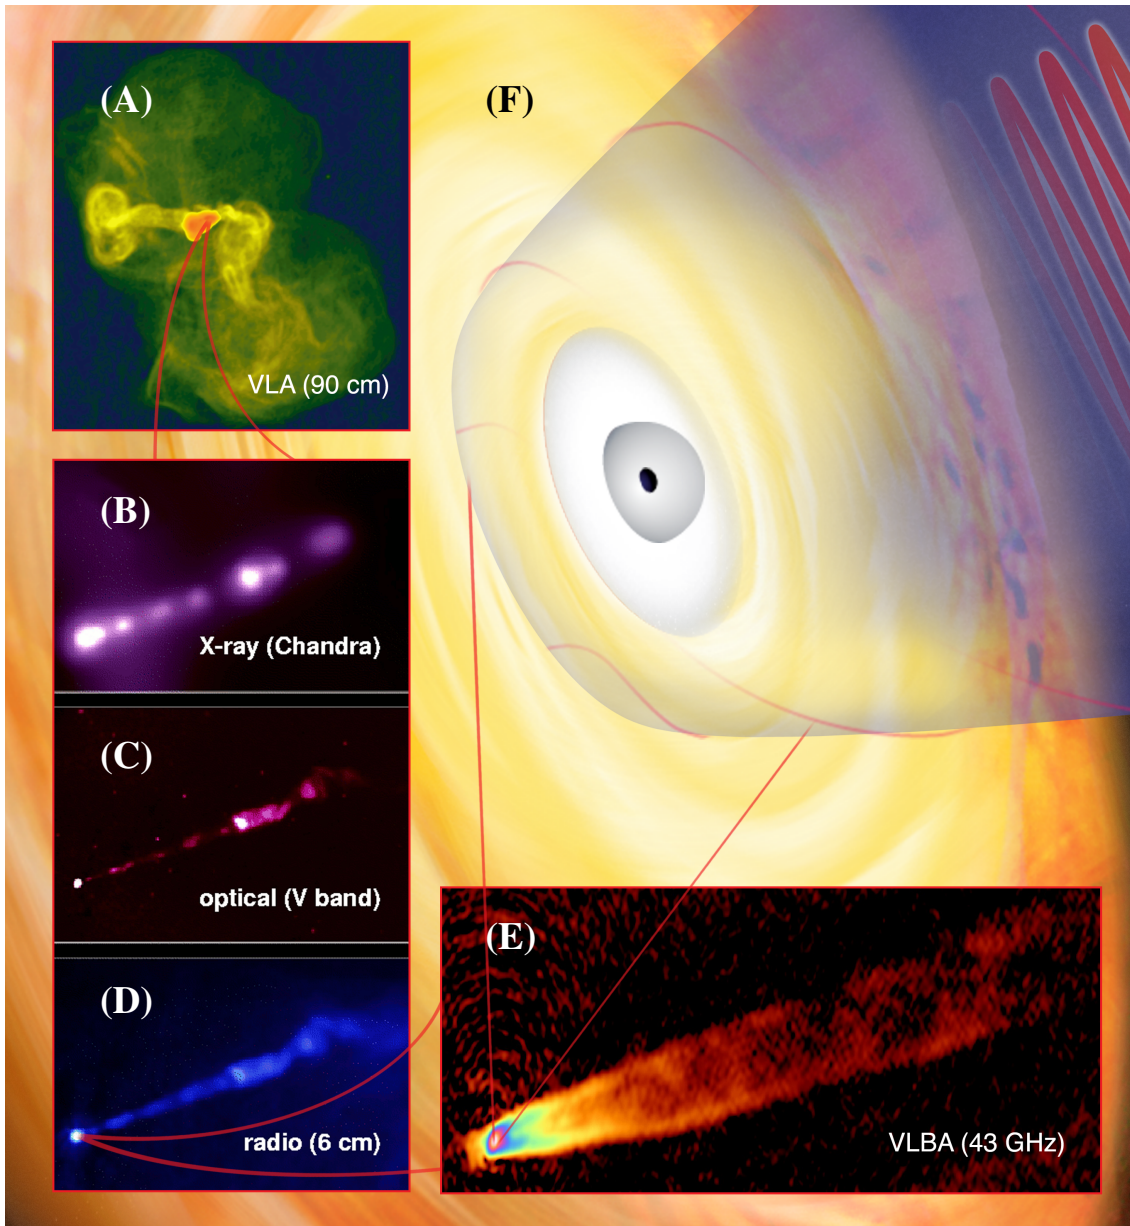 (A)
VLA (90 cm)
(B)
X-ray (Chandra)
(C)
optical (V band)
(D)
radio (6 cm)
(E)
VLBA (43 GHz)
(F)